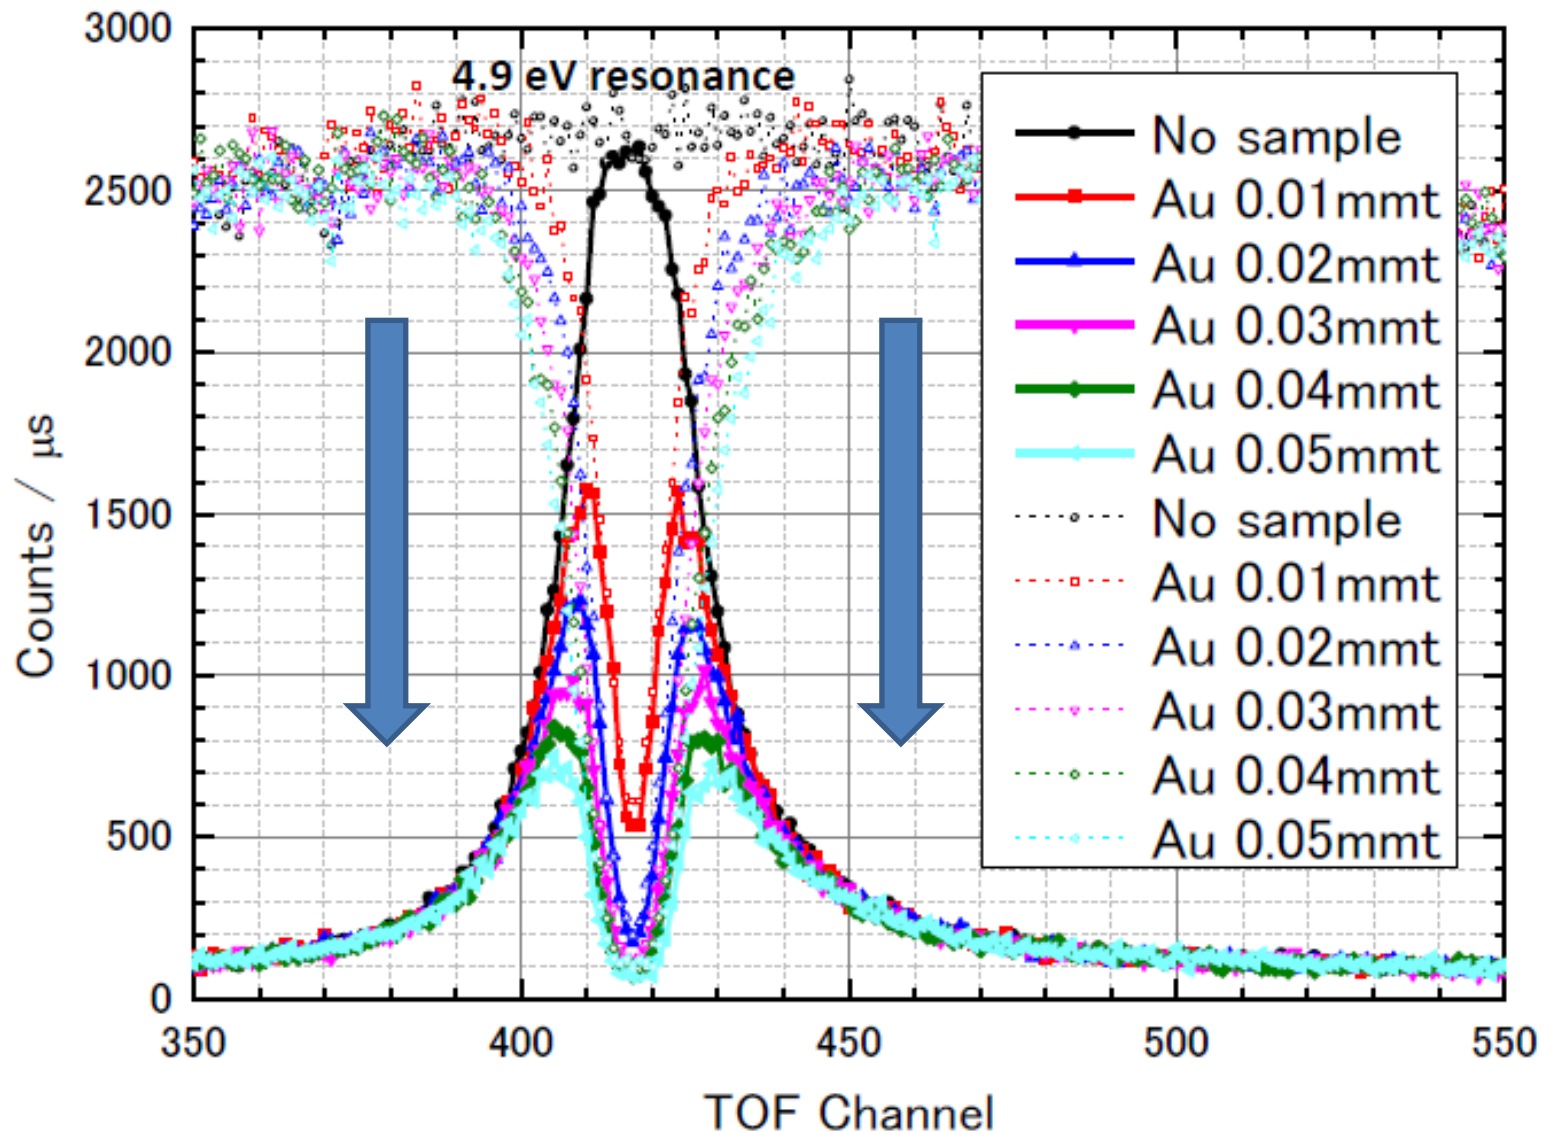 3000
2500
2000
1500
1000
500
0
Counts / μs
4.9 eV resonance
No sample
Au 0.01mmt
Au 0.02mmt
Au 0.03mmt
Au 0.04mmt
Au 0.05mmt
No sample
Au 0.01mmt
Au 0.02mmt
Au 0.03mmt
Au 0.04mmt
Au 0.05mmt
350 400 450 500 550
TOF Channel